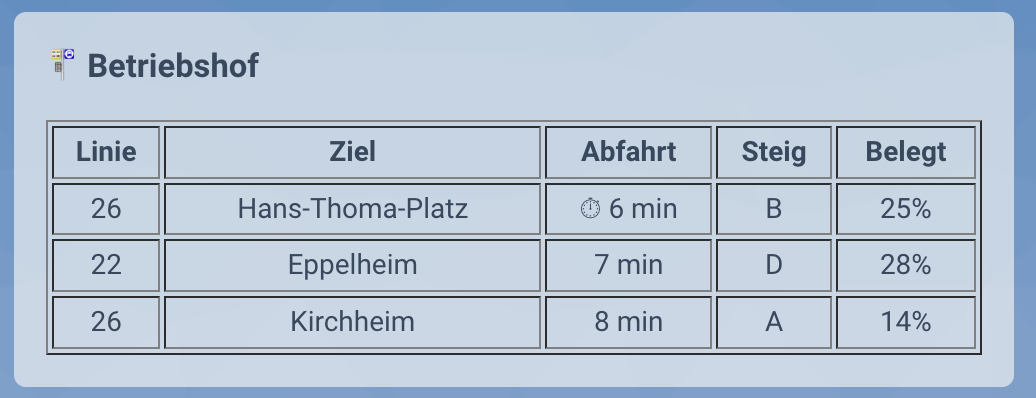 Betriebshof
Linie Ziel Abfahrt Steig Belegt
26 Hans-Thoma-Platz ⏱ 6 min B 25%
22 Eppelheim 7 min D 28%
26 Kirchheim 8 min A 14%